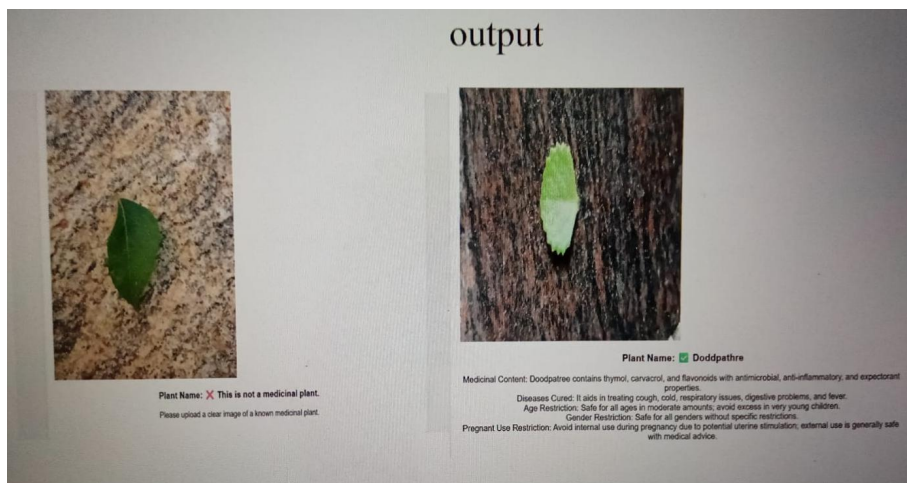 output
Plant Name: ❌ This is not a medicinal plant.
Please upload a clear image of a known medicinal plant.
Plant Name: ✅ Doddpathre
Medicinal Content: Doodpatree contains thymol, carvacrol, and flavonoids with antimicrobial, anti-inflammatory, and expectorant
properties.
Diseases Cured: It aids in treating cough, cold, respiratory issues, digestive problems, and fever.
Age Restriction: Safe for all ages in moderate amounts; avoid excess in very young children.
Gender Restriction: Safe for all genders without specific restrictions.
Pregnant Use Restriction: Avoid internal use during pregnancy due to potential uterine stimulation; external use is generally safe
with medical advice.